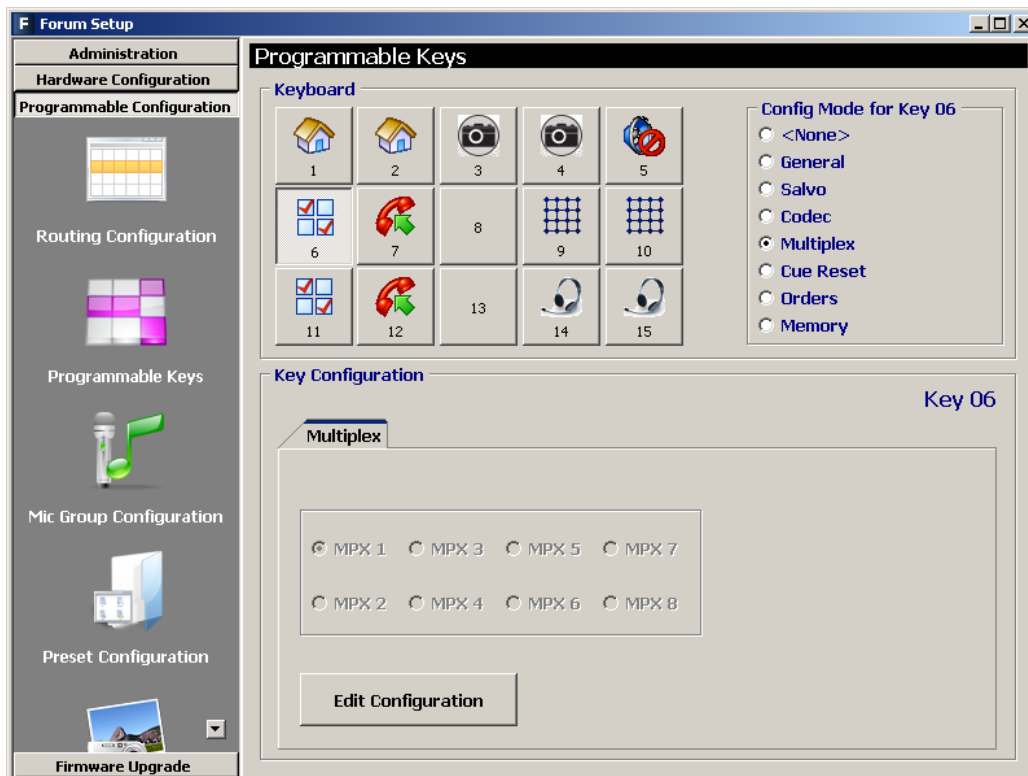 F Forum Setup
Administration
Hardware Configuration
Programmable Configuration
Routing Configuration
Programmable Keys
Mic Group Configuration
Preset Configuration
Firmware Upgrade
Programmable Keys
Keyboard
1 2 3 4 5
6 7 8 9 10
11 12 13 14 15
Config Mode for Key 06
<None>
General
Salvo
Codec
Multiplex
Cue Reset
Orders
Memory
Key Configuration
Key 06
Multiplex
MPX 1 MPX 3 MPX 5 MPX 7
MPX 2 MPX 4 MPX 6 MPX 8
Edit Configuration